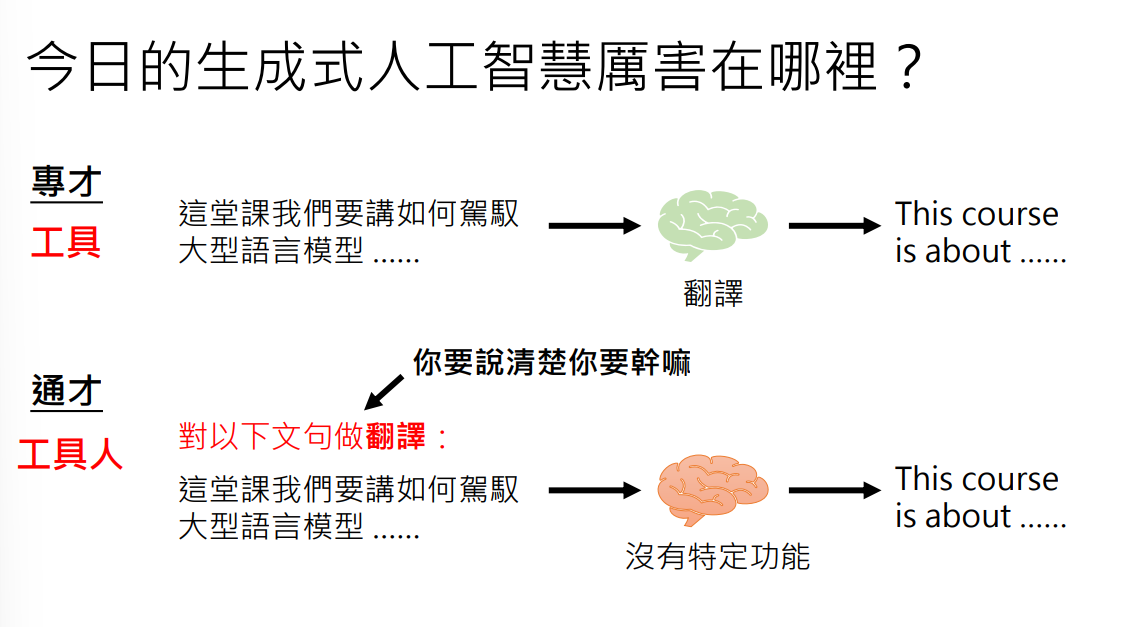 今日的生成式人工智慧厲害在哪裡？
專才
工具
這堂課我們要講如何駕馭
大型語言模型 ......
翻譯
This course
is about ......
你要說清楚你要幹嘛
通才
工具人
對以下文句做翻譯：
這堂課我們要講如何駕馭
大型語言模型 ......
沒有特定功能
This course
is about ......